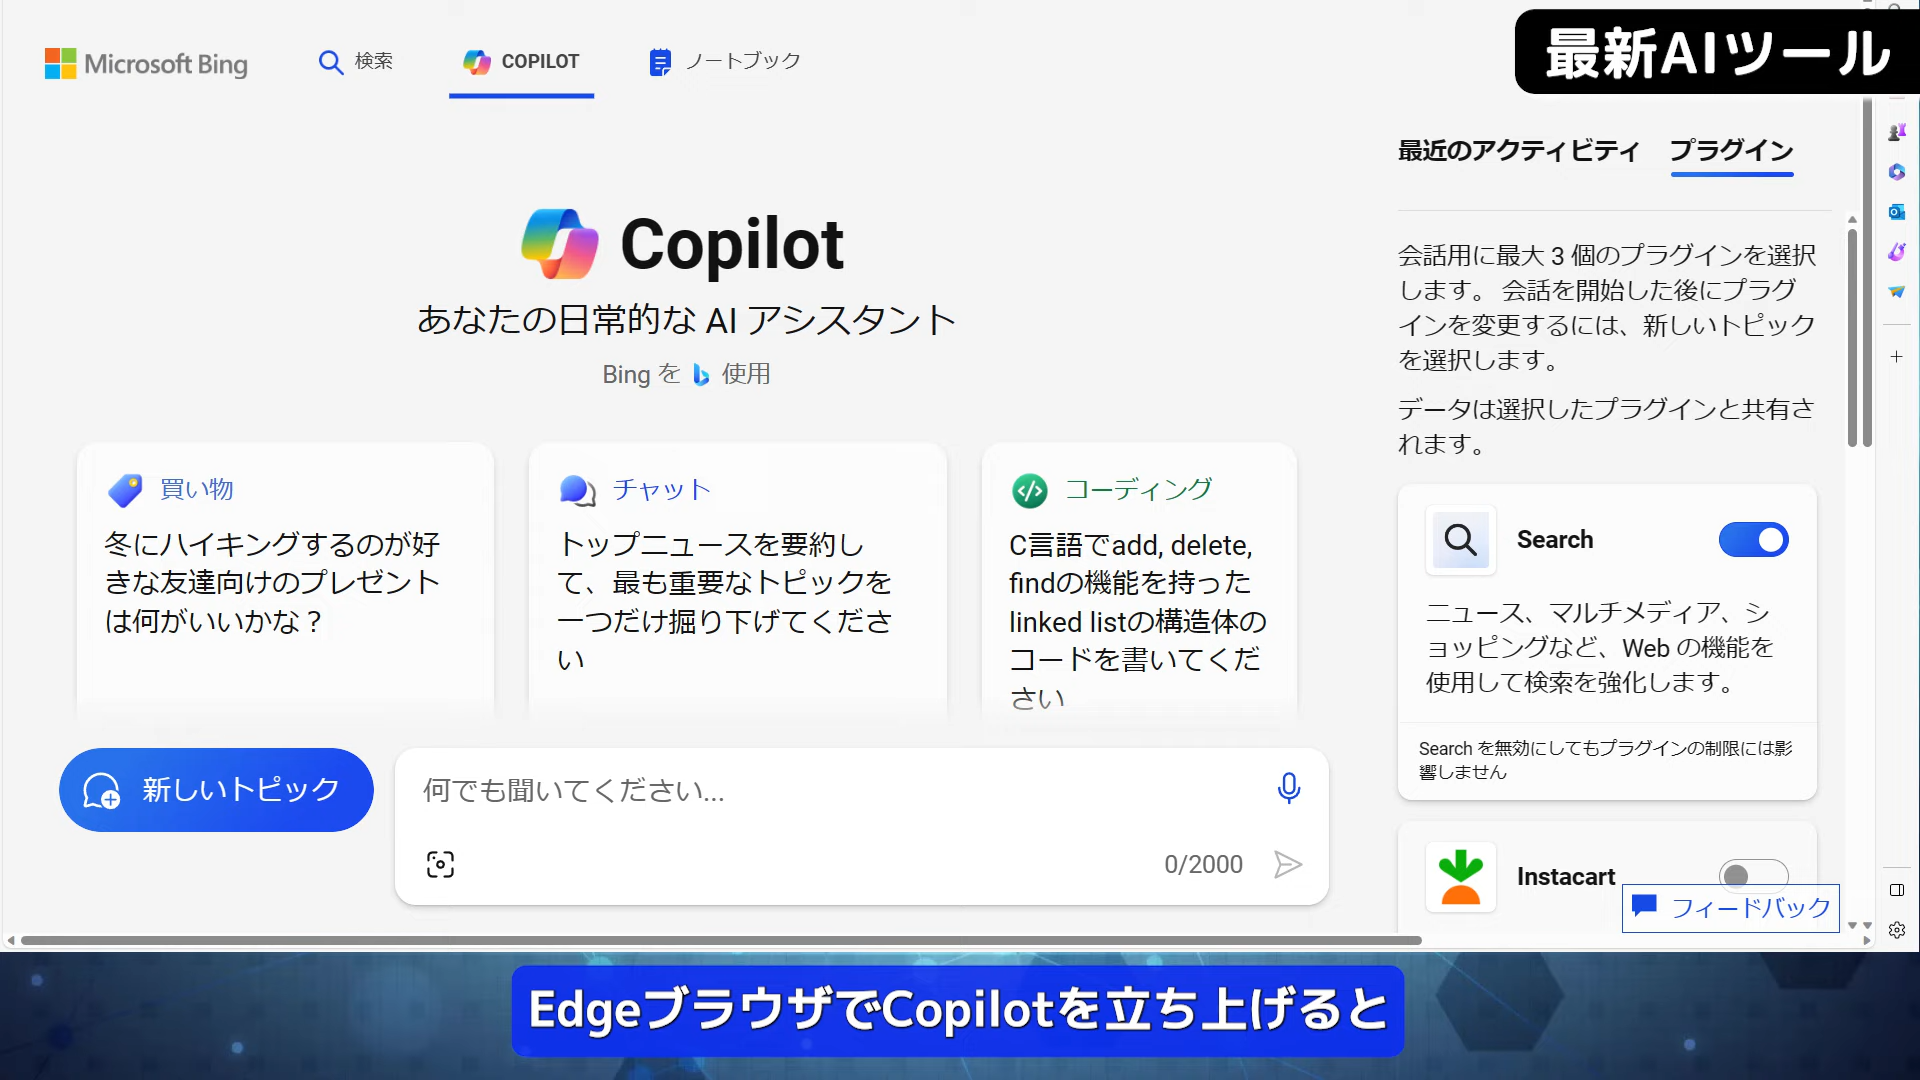 Microsoft Bing
検索
COPILOT
ノートブック
最新AIツール
最近のアクティビティ
プラグイン
Copilot
あなたの日常的な AI アシスタント
Bing を 使用
会話用に最大 3 個のプラグインを選択
します。 会話を開始した後にプラグ
インを変更するには、新しいトピック
を選択します。
データは選択したプラグインと共有さ
れます。
買い物
冬にハイキングするのが好
きな友達向けのプレゼント
は何がいいかな？
チャット
トップニュースを要約し
て、最も重要なトピックを
一つだけ掘り下げてくださ
い
コーディング
C言語でadd, delete,
findの機能を持った
linked listの構造体の
コードを書いてくだ
さい
Search
ニュース、マルチメディア、シ
ョッピングなど、Web の機能を
使用して検索を強化します。
Search を無効にしてもプラグインの制限には影
響しません
新しいトピック
何でも聞いてください...
0/2000
Instacart
フィードバック
EdgeブラウザでCopilotを立ち上げると